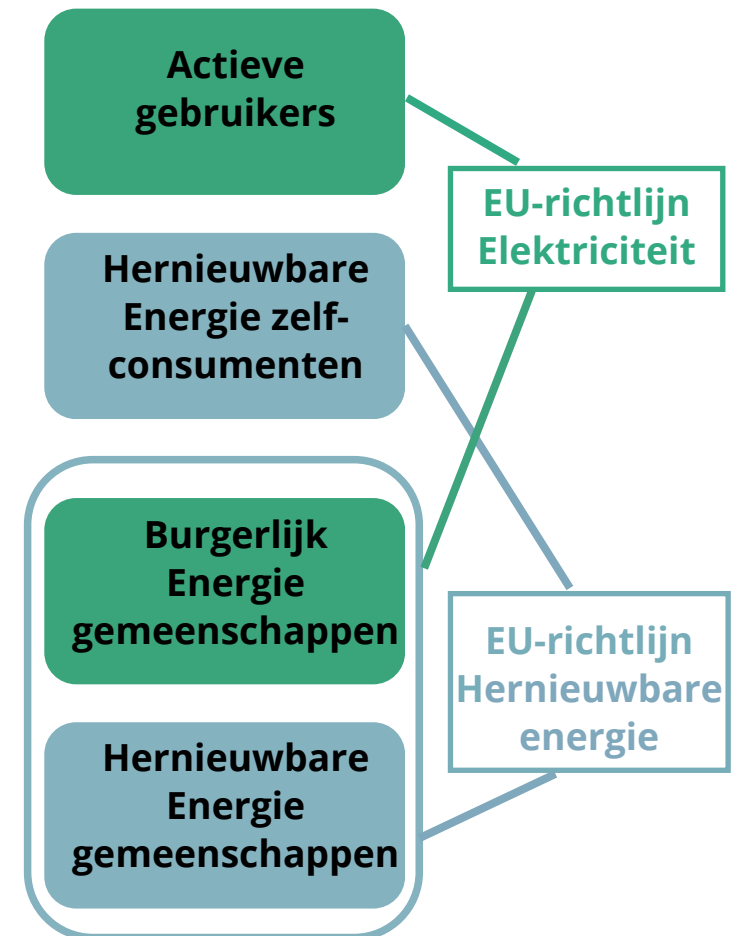 Actieve
gebruikers
EU-richtlijn
Elektriciteit
Hernieuwbare
Energie zelf-
consumenten
Burgerlijk
Energie
gemeenschappen
EU-richtlijn
Hernieuwbare
energie
Hernieuwbare
Energie
gemeenschappen